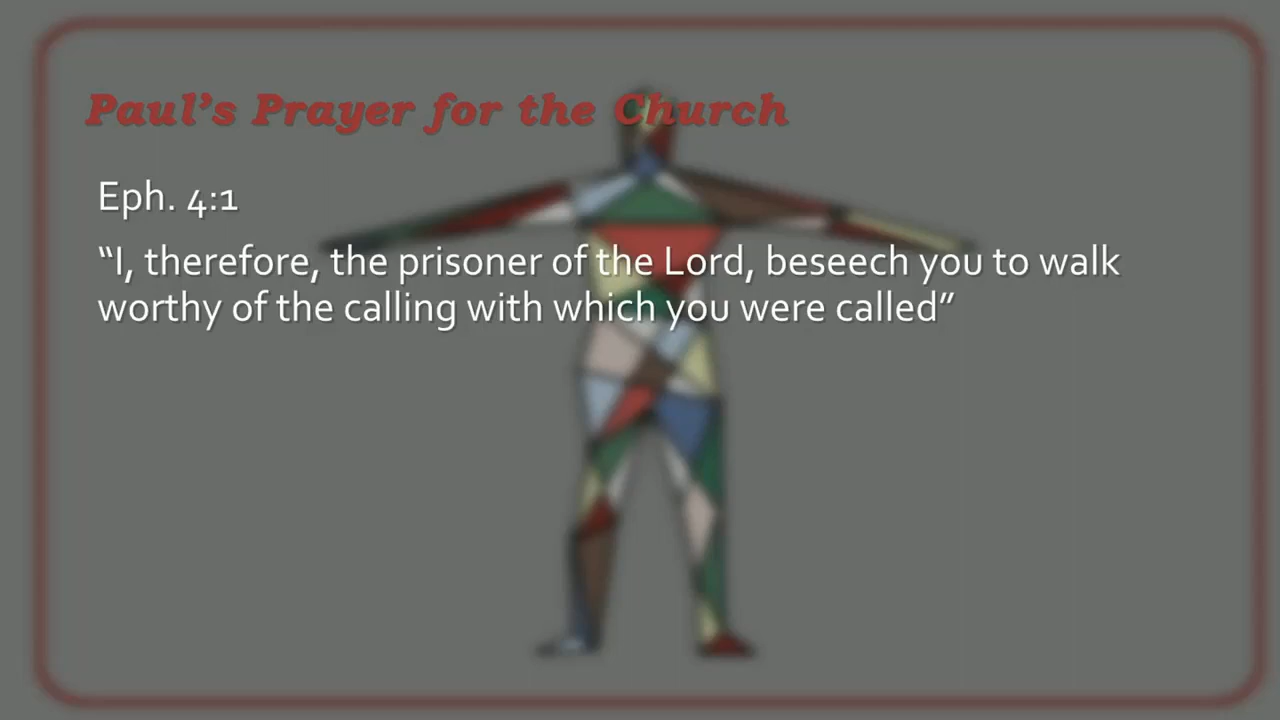 Paul’s Prayer for the Church
Eph. 4:1
“I, therefore, the prisoner of the Lord, beseech you to walk
worthy of the calling with which you were called”